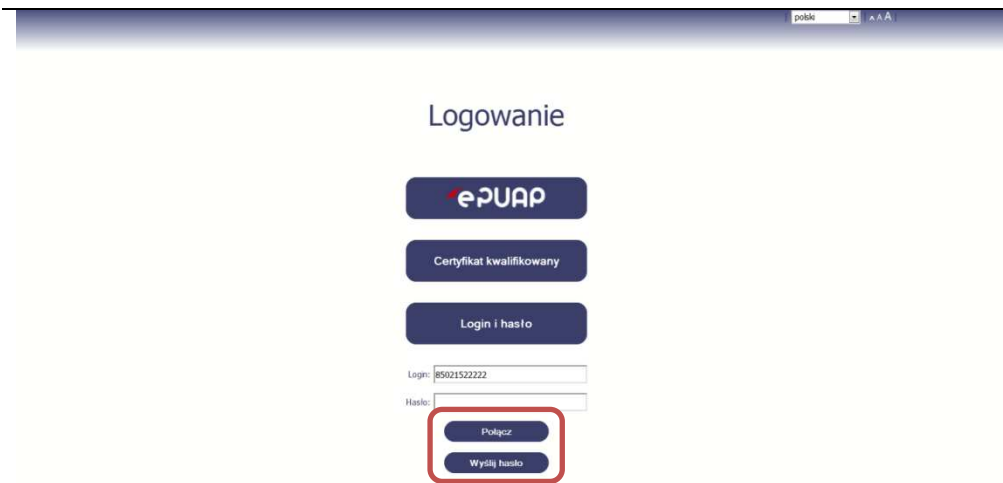 polski A A A
Logowanie
ePUAP
Certyfikat kwalifikowany
Login i hasło
Login: 85021522222
Hasło:
Połącz
Wyślij hasło